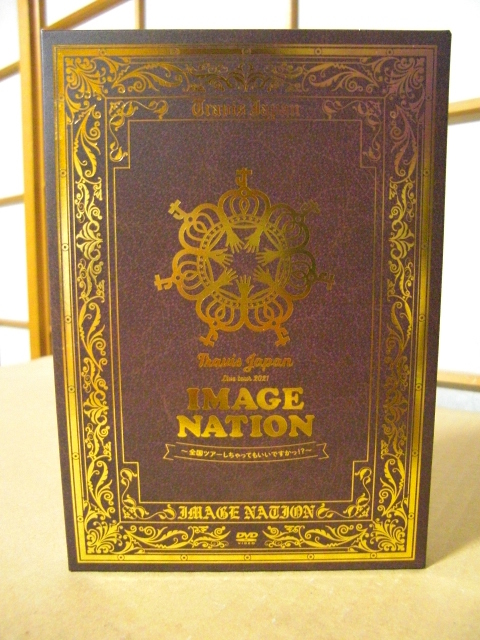 Travis Japan
Travis Japan
Live tour 2021
IMAGE
NATION
～全国ツアーしちゃってもいいですかっ!?～
IMAGE NATION
DVD
VIDEO